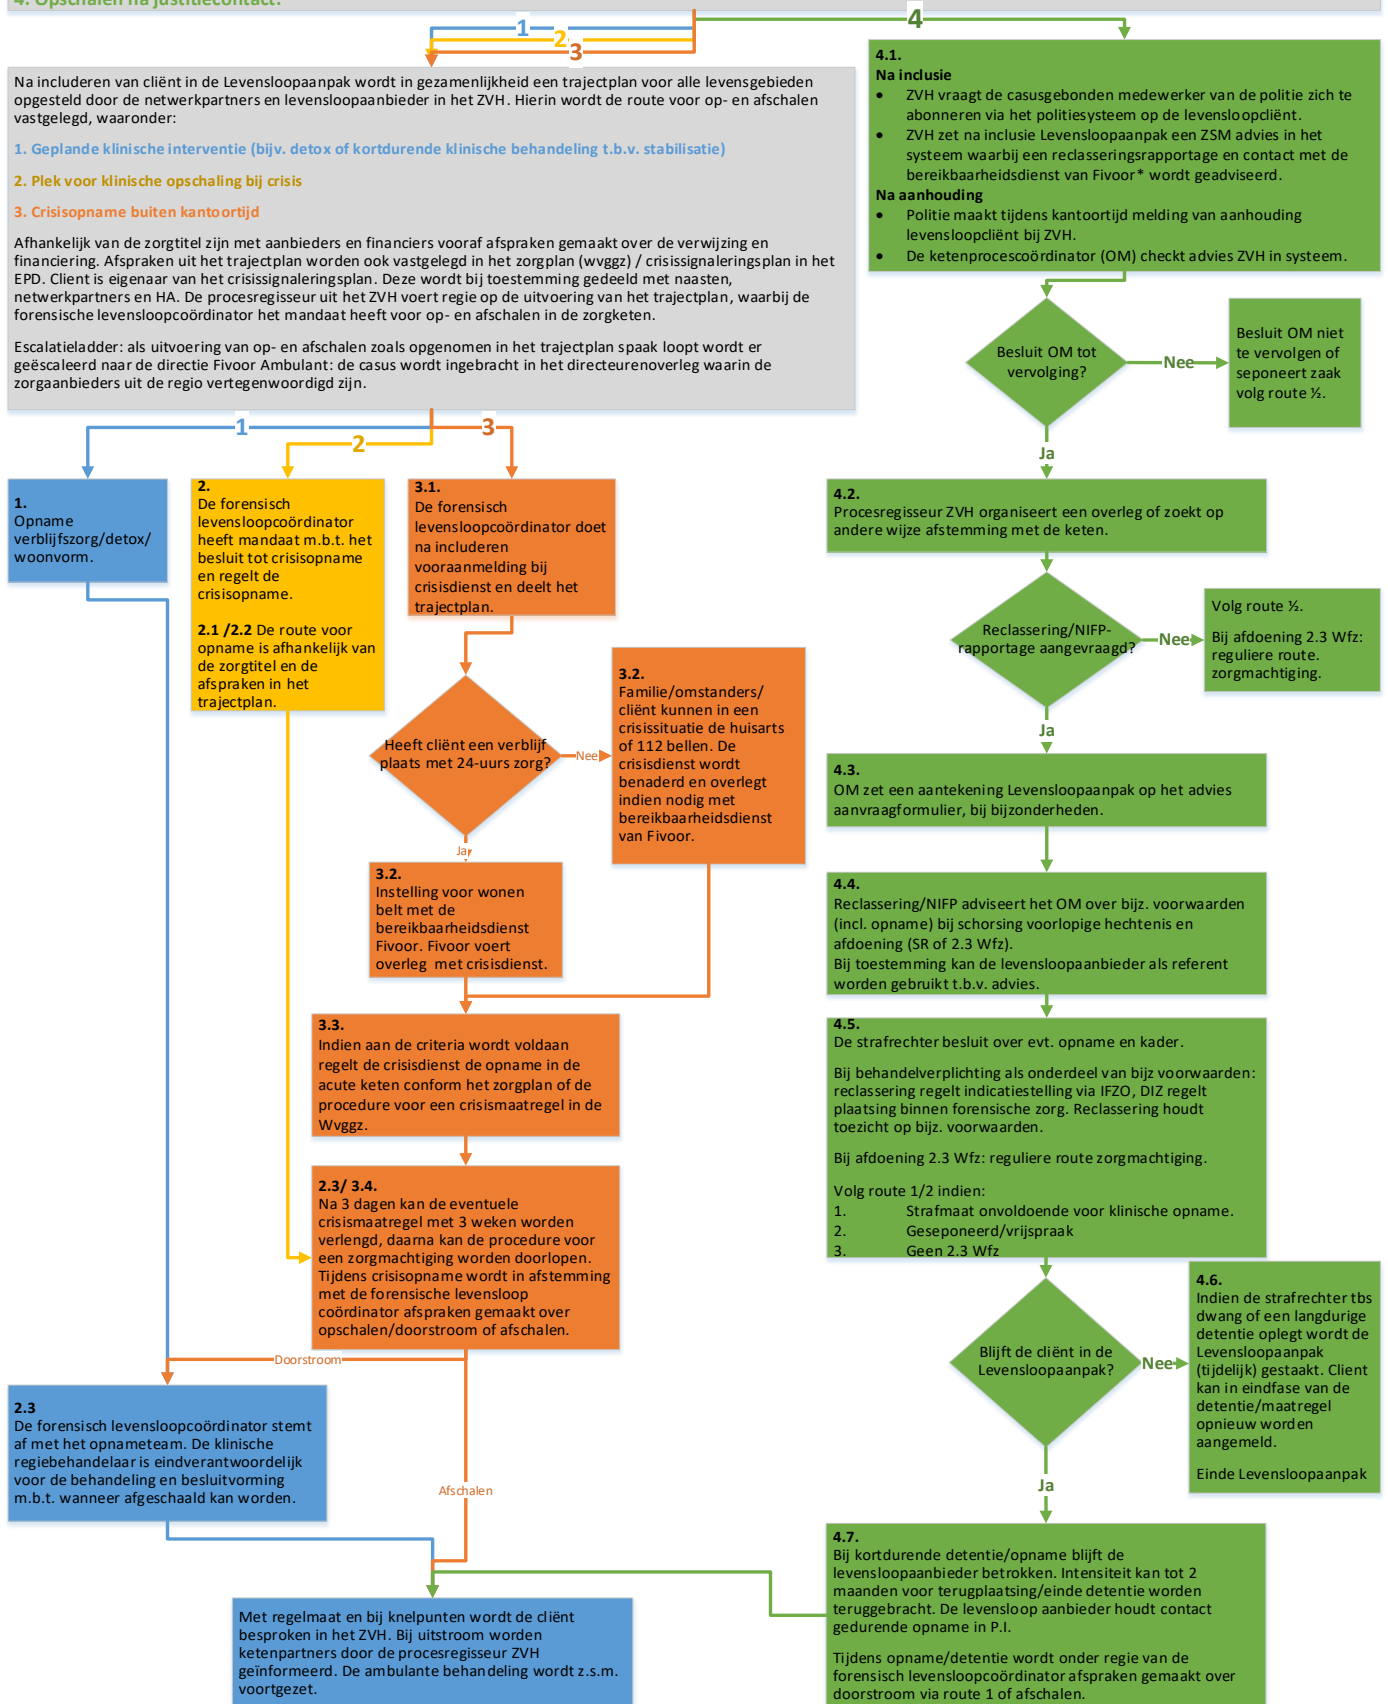 4. Opschalen na justitiecontact.
1
2
3
4
Na includeren van cliënt in de Levensloopaanpak wordt in gezamenlijkheid een trajectplan voor alle levensgebieden
opgesteld door de netwerkpartners en levensloopaanbieder in het ZVH. Hierin wordt de route voor op- en afschalen
vastgelegd, waaronder:
1. Geplande klinische interventie (bijv. detox of kortdurende klinische behandeling t.b.v. stabilisatie)
2. Plek voor klinische opschaling bij crisis
3. Crisisopname buiten kantoortijd
Afhankelijk van de zorgtitel zijn met aanbieders en financiers vooraf afspraken gemaakt over de verwijzing en
financiering. Afspraken uit het trajectplan worden ook vastgelegd in het zorgplan (wvggz) / crisissignaleringsplan in het
EPD. Client is eigenaar van het crisissignaleringsplan. Deze wordt bij toestemming gedeeld met naasten,
netwerkpartners en HA. De procesregisseur uit het ZVH voert regie op de uitvoering van het trajectplan, waarbij de
forensische levensloopcoördinator het mandaat heeft voor op- en afschalen in de zorgketen.
Escalatieladder: als uitvoering van op- en afschalen zoals opgenomen in het trajectplan spaak loopt wordt er
geëscaleerd naar de directie Fivoor Ambulant: de casus wordt ingebracht in het directeurenoverleg waarin de
zorgaanbieders uit de regio vertegenwoordigd zijn.
4.1.
Na inclusie
• ZVH vraagt de casusgebonden medewerker van de politie zich te
abonneren via het politiesysteem op de levensloopcliënt.
• ZVH zet na inclusie Levensloopaanpak een ZSM advies in het
systeem waarbij een reclasseringsrapportage en contact met de
bereikbaarheidsdienst van Fivoor* wordt geadviseerd.
Na aanhouding
• Politie maakt tijdens kantoortijd melding van aanhouding
levensloopcliënt bij ZVH.
• De ketenprocescoördinator (OM) checkt advies ZVH in systeem.
Besluit OM tot
vervolging?
Nee
Besluit OM niet
te vervolgen of
seponeert zaak
volg route ½.
Ja
1
2
3
1.
Opname
verblijfszorg/detox/
woonvorm.
2.
De forensisch
levensloopcoördinator
heeft mandaat m.b.t. het
besluit tot crisisopname
en regelt de
crisisopname.
2.1 /2.2 De route voor
opname is afhankelijk van
de zorgtitel en de
afspraken in het
trajectplan.
3.1.
De forensisch
levensloopcoördinator doet
na includeren
vooraanmelding bij
crisisdienst en deelt het
trajectplan.
Heeft cliënt een verblijf
plaats met 24-uurs zorg?
Nee
3.2.
Familie/omstanders/
cliënt kunnen in een
crisissituatie de huisarts
of 112 bellen. De
crisisdienst wordt
benaderd en overlegt
indien nodig met
bereikbaarheidsdienst
van Fivoor.
Ja
3.2.
Instelling voor wonen
belt met de
bereikbaarheidsdienst
Fivoor. Fivoor voert
overleg met crisisdienst.
3.3.
Indien aan de criteria wordt voldaan
regelt de crisisdienst de opname in de
acute keten conform het zorgplan of de
procedure voor een crismaatregel in de
Wvggz.
2.3/ 3.4.
Na 3 dagen kan de eventuele
crismaatregel met 3 weken worden
verlengd, daarna kan de procedure voor
een zorgmachtiging worden doorlopen.
Tijdens crisisopname wordt in afstemming
met de forensische levensloop
coördinator afspraken gemaakt over
opschalen/doorstroom of afschalen.
Doorstroom
2.3
De forensisch levensloopcoördinator stemt
af met het opnameteam. De klinische
regiebehandelaar is eindverantwoordelijk
voor de behandeling en besluitvorming
m.b.t. wanneer afgeschaald kan worden.
Afschalen
Met regelmaat en bij knelpunten wordt de cliënt
besproken in het ZVH. Bij uitstroom worden
ketenpartners door de procesregisseur ZVH
geïnformeerd. De ambulante behandeling wordt z.s.m.
voortgezet.
4.2.
Procesregisseur ZVH organiseert een overleg of zoekt op
andere wijze afstemming met de keten.
Reclassering/NIFP-
rapportage aangevraagd?
Nee
Volg route ½.
Bij afdoening 2.3 Wfz:
reguliere route.
zorgmachtiging.
Ja
4.3.
OM zet een aantekening Levensloopaanpak op het advies
aanvraagformulier, bij bijzonderheden.
4.4.
Reclassering/NIFP adviseert het OM over bijz. voorwaarden
(incl. opname) bij schorsing voorlopige hechtenis en
afdoening (SR of 2.3 Wfz).
Bij toestemming kan de levensloopaanbieder als referent
worden gebruikt t.b.v. advies.
4.5.
De strafrechter besluit over evt. opname en kader.
Bij behandelverplichting als onderdeel van bijz voorwaarden:
reclassering regelt indicatiestelling via IFZO, DIZ regelt
plaatsing binnen forensische zorg. Reclassering houdt
toezicht op bijz. voorwaarden.
Bij afdoening 2.3 Wfz: reguliere route zorgmachtiging.
Volg route 1/2 indien:
1. Strafmaat onvoldoende voor klinische opname.
2. Geseponeerd/vrijspraak
3. Geen 2.3 Wfz
Blijft de cliënt in de
Levensloopaanpak?
Nee
4.6.
Indien de strafrechter tbs
dwang of een langdurige
detentie oplegt wordt de
Levensloopaanpak
(tijdelijk) gestaakt. Client
kan in eindfase van de
detentie/maatregel
opnieuw worden
aangemeld.
Einde Levensloopaanpak
Ja
4.7.
Bij kortdurende detentie/opname blijft de
levensloopaanbieder betrokken. Intensiteit kan tot 2
maanden voor terugplaatsing/einde detentie worden
teruggebracht. De levensloop aanbieder houdt contact
gedurende opname in P.I.
Tijdens opname/detentie wordt onder regie van de
forensisch levensloopcoördinator afspraken gemaakt over
doorstroom via route 1 of afschalen.